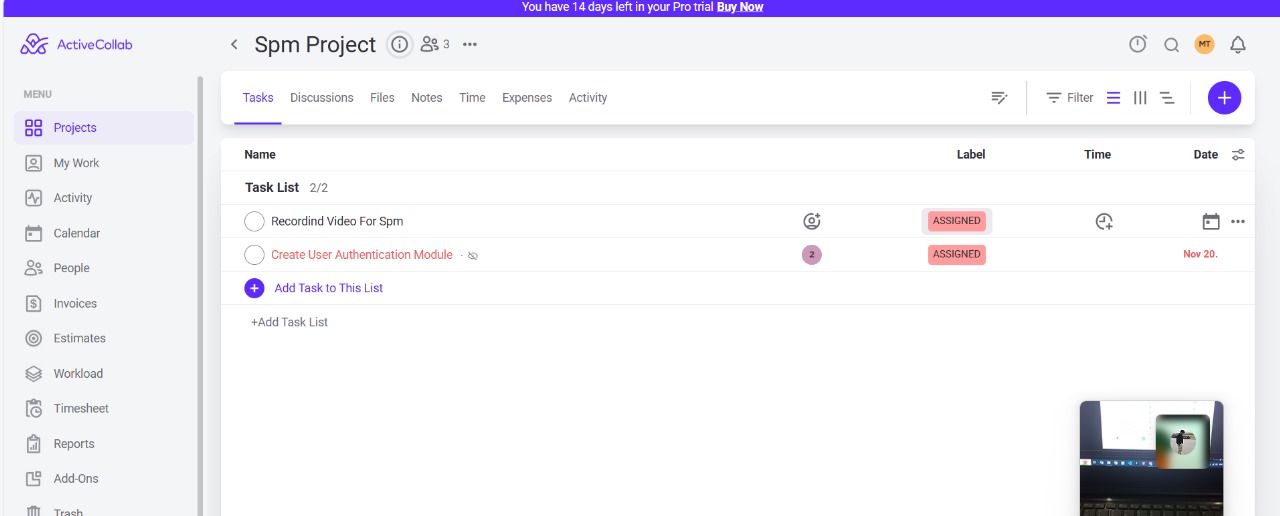 You have 14 days left in your Pro trial Buy Now
ActiveCollab
Spm Project
3
MT
MENU
Projects
My Work
Activity
Calendar
People
Invoices
Estimates
Workload
Timesheet
Reports
Add-Ons
Trash
Tasks Discussions Files Notes Time Expenses Activity
Filter
Name Label Time Date
Task List 2/2
Recordind Video For Spm ASSIGNED
Create User Authentication Module · 2 ASSIGNED Nov 20.
Add Task to This List
+Add Task List